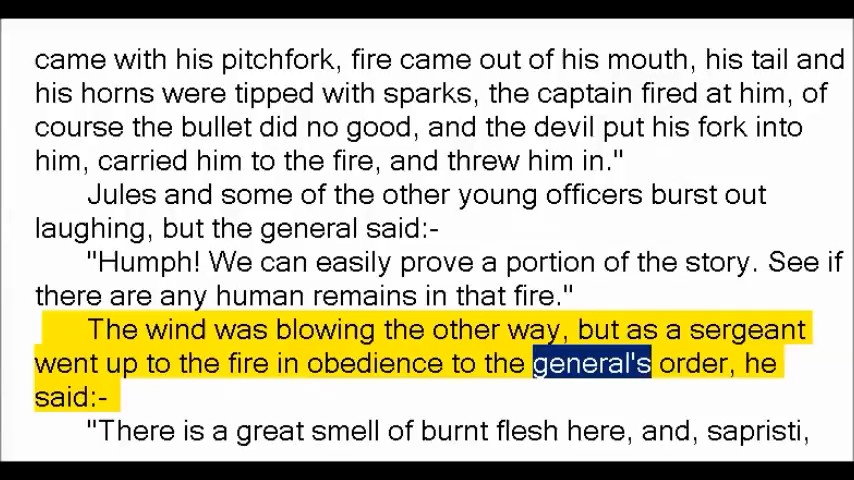 came with his pitchfork, fire came out of his mouth, his tail and
his horns were tipped with sparks, the captain fired at him, of
course the bullet did no good, and the devil put his fork into
him, carried him to the fire, and threw him in."
Jules and some of the other young officers burst out
laughing, but the general said:-
"Humph! We can easily prove a portion of the story. See if
there are any human remains in that fire."
The wind was blowing the other way, but as a sergeant
went up to the fire in obedience to the general's order, he
said:-
"There is a great smell of burnt flesh here, and, sapristi,